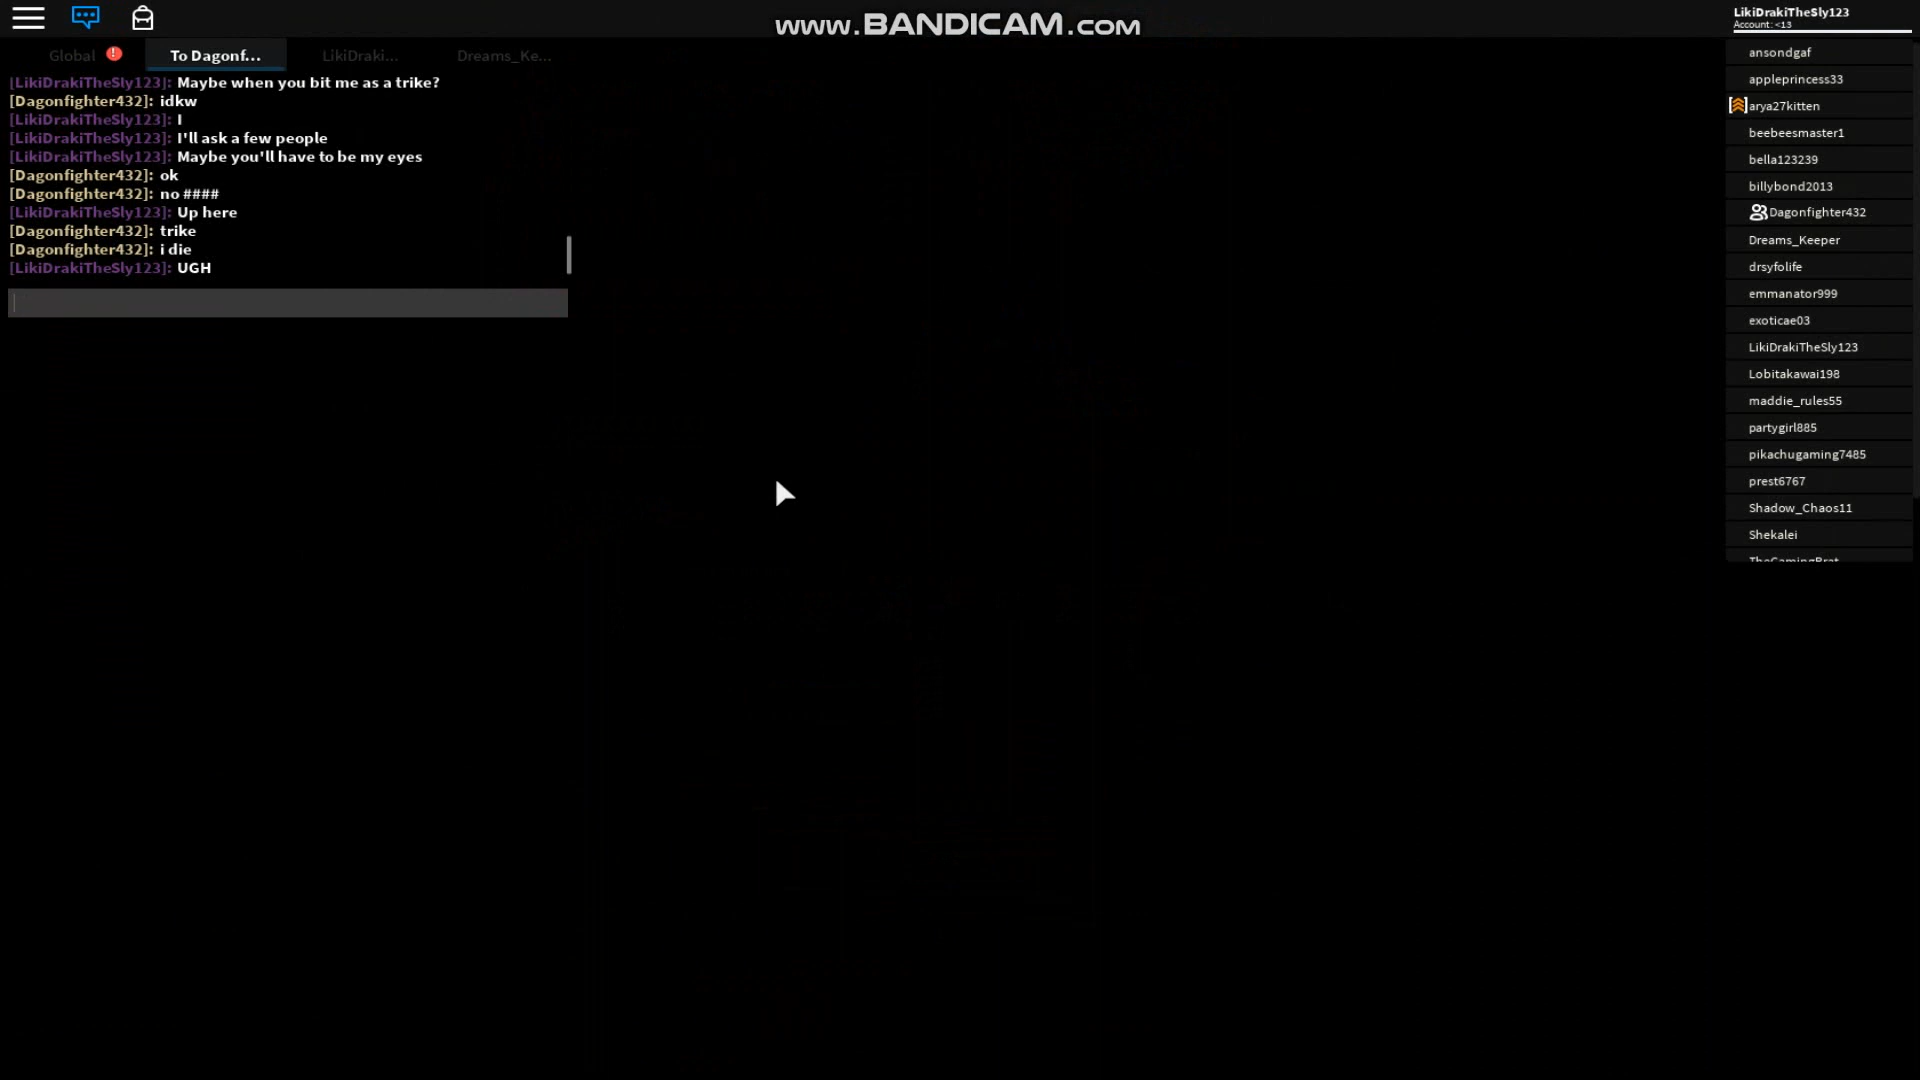 www.BANDICAM.com
LikiDrakiTheSly123
Account: <13
Global !
To Dagonf...
LikiDraki...
Dreams_Ke...
[LikiDrakiTheSly123]: Maybe when you bit me as a trike?
[Dagonfighter432]: idkw
[LikiDrakiTheSly123]: I
[LikiDrakiTheSly123]: I'll ask a few people
[LikiDrakiTheSly123]: Maybe you'll have to be my eyes
[Dagonfighter432]: ok
[Dagonfighter432]: no ####
[LikiDrakiTheSly123]: Up here
[Dagonfighter432]: trike
[Dagonfighter432]: i die
[LikiDrakiTheSly123]: UGH
ansondgaf
appleprincess33
arya27kitten
beebeesmaster1
bella123239
billybond2013
Dagonfighter432
Dreams_Keeper
drsyfolife
emmanator999
exoticae03
LikiDrakiTheSly123
Lobitakawai198
maddie_rules55
partygirl885
pikachugaming7485
prest6767
Shadow_Chaos11
Shekalei
TheGamingBrat